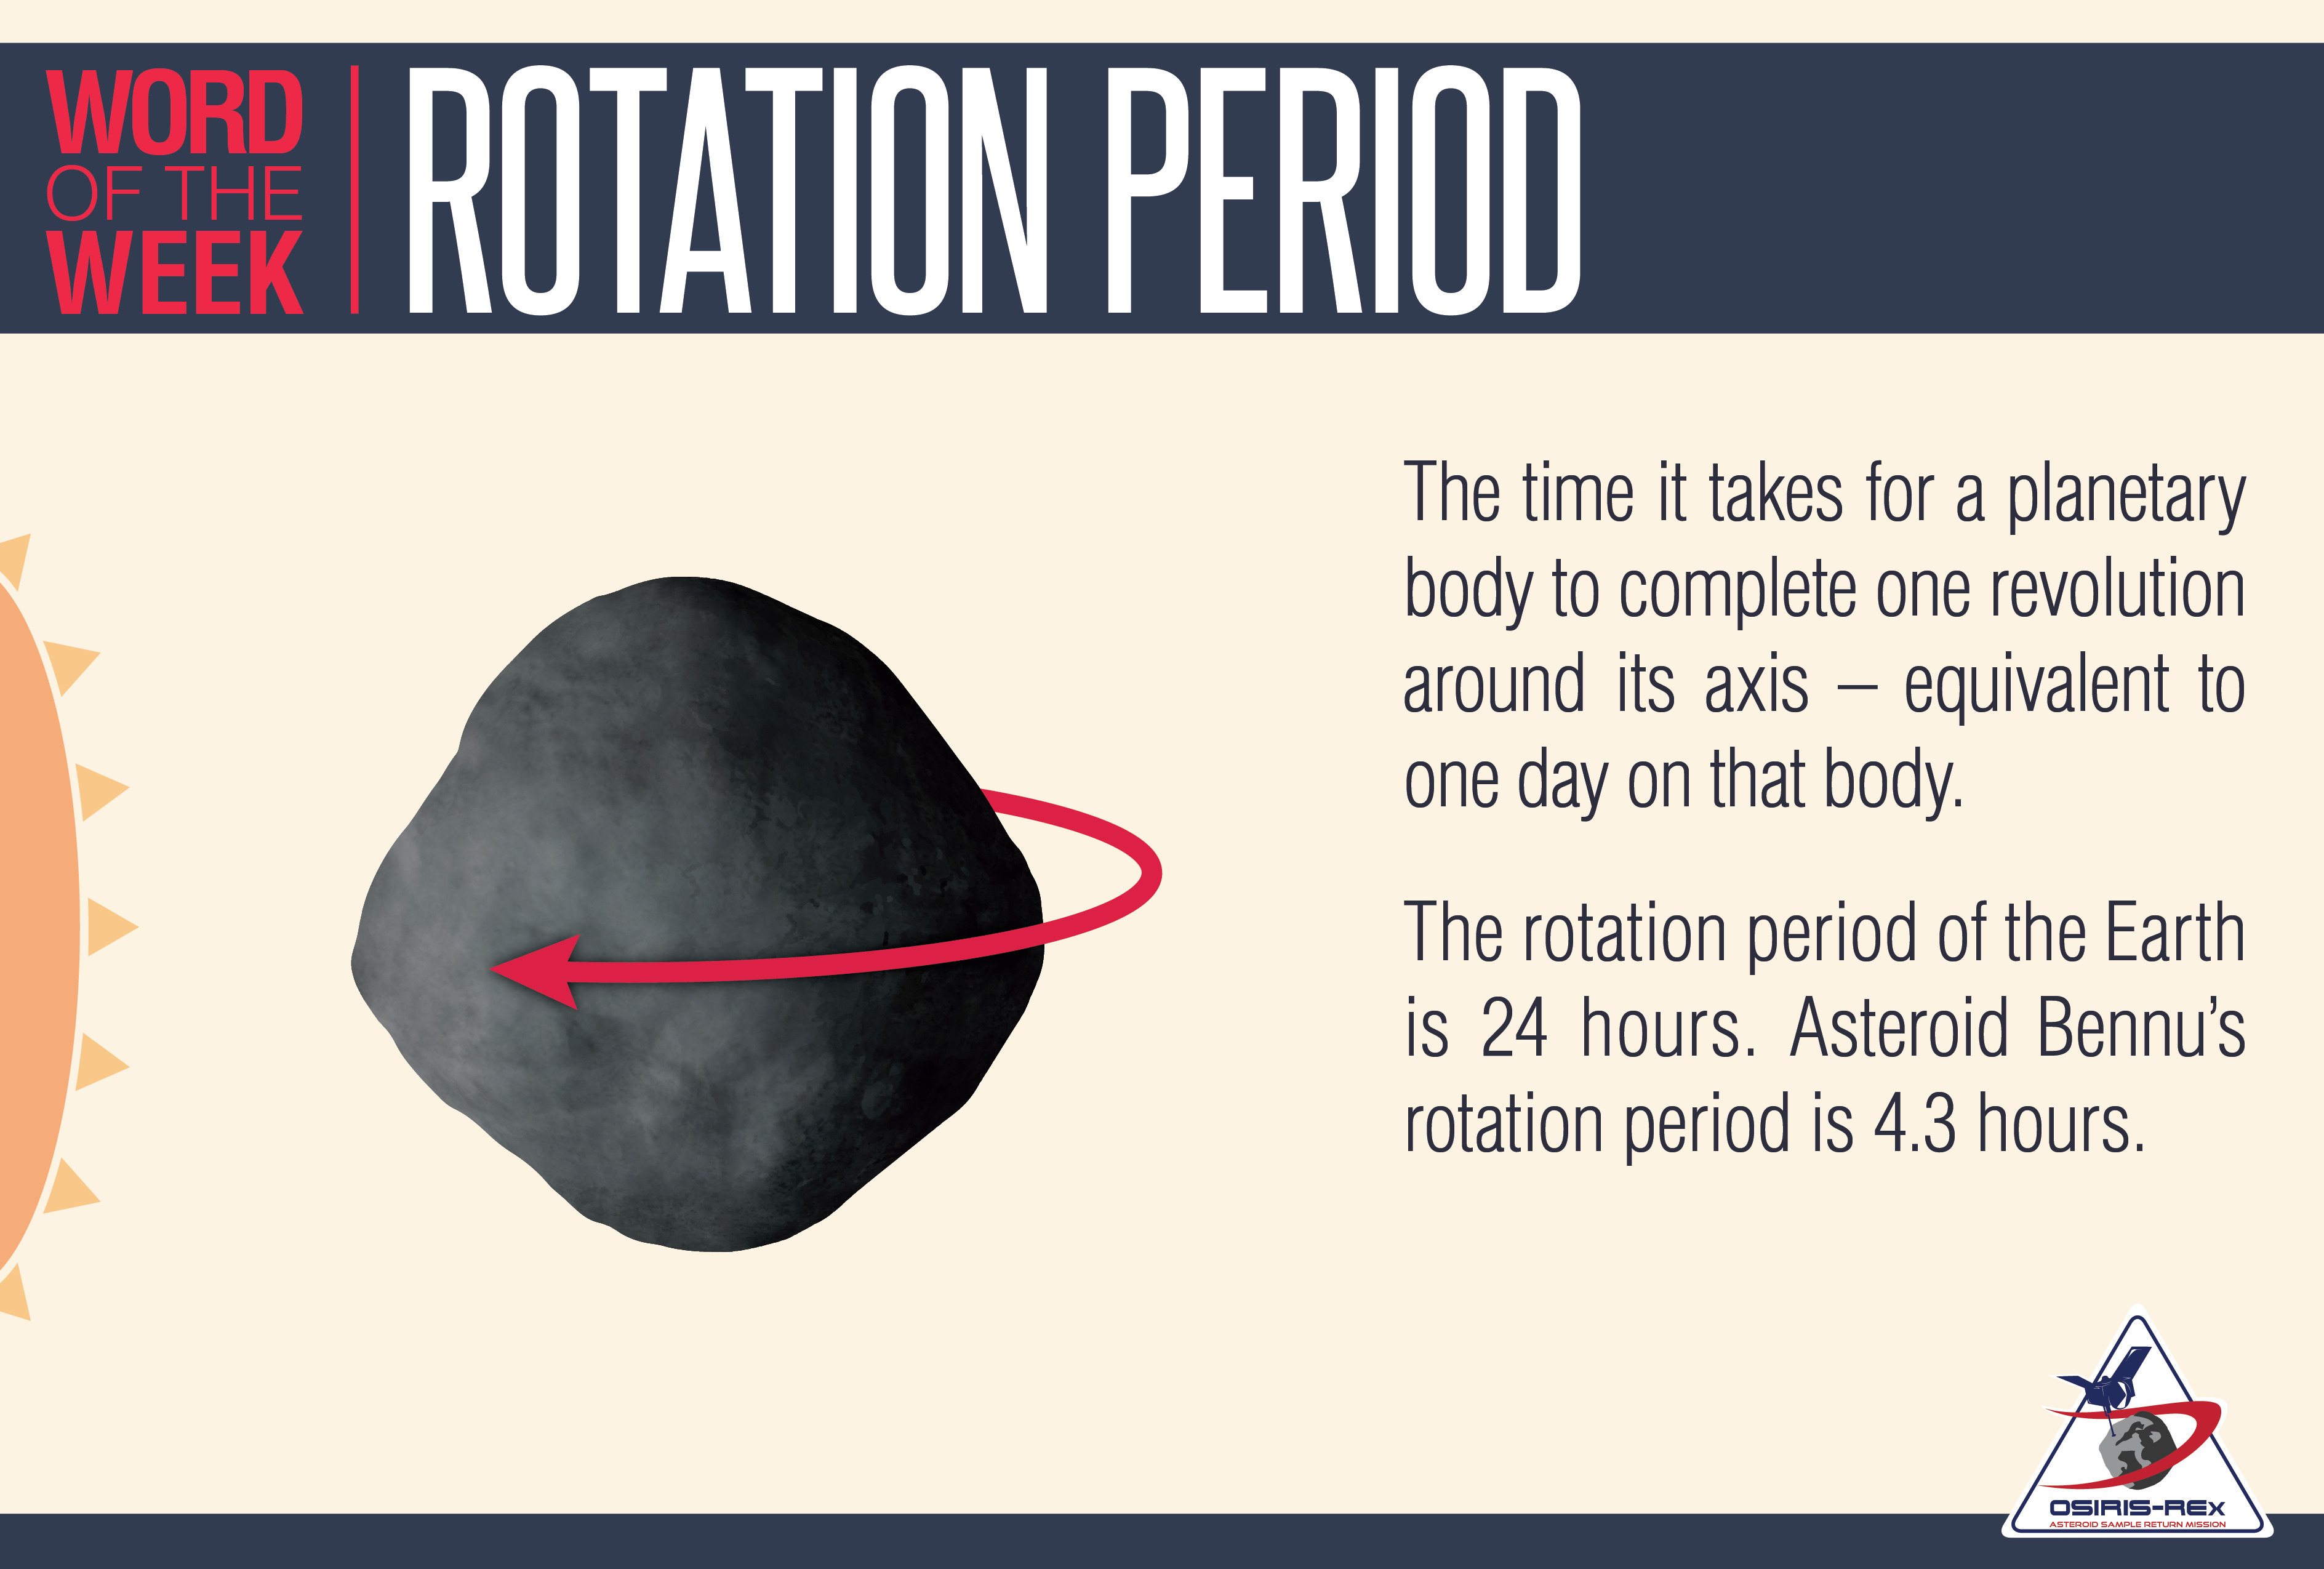 WORD
OF THE
WEEK
ROTATION PERIOD
The time it takes for a planetary
body to complete one revolution
around its axis – equivalent to
one day on that body.
The rotation period of the Earth
is 24 hours. Asteroid Bennu’s
rotation period is 4.3 hours.
OSIRIS-REx
ASTEROID SAMPLE RETURN MISSION